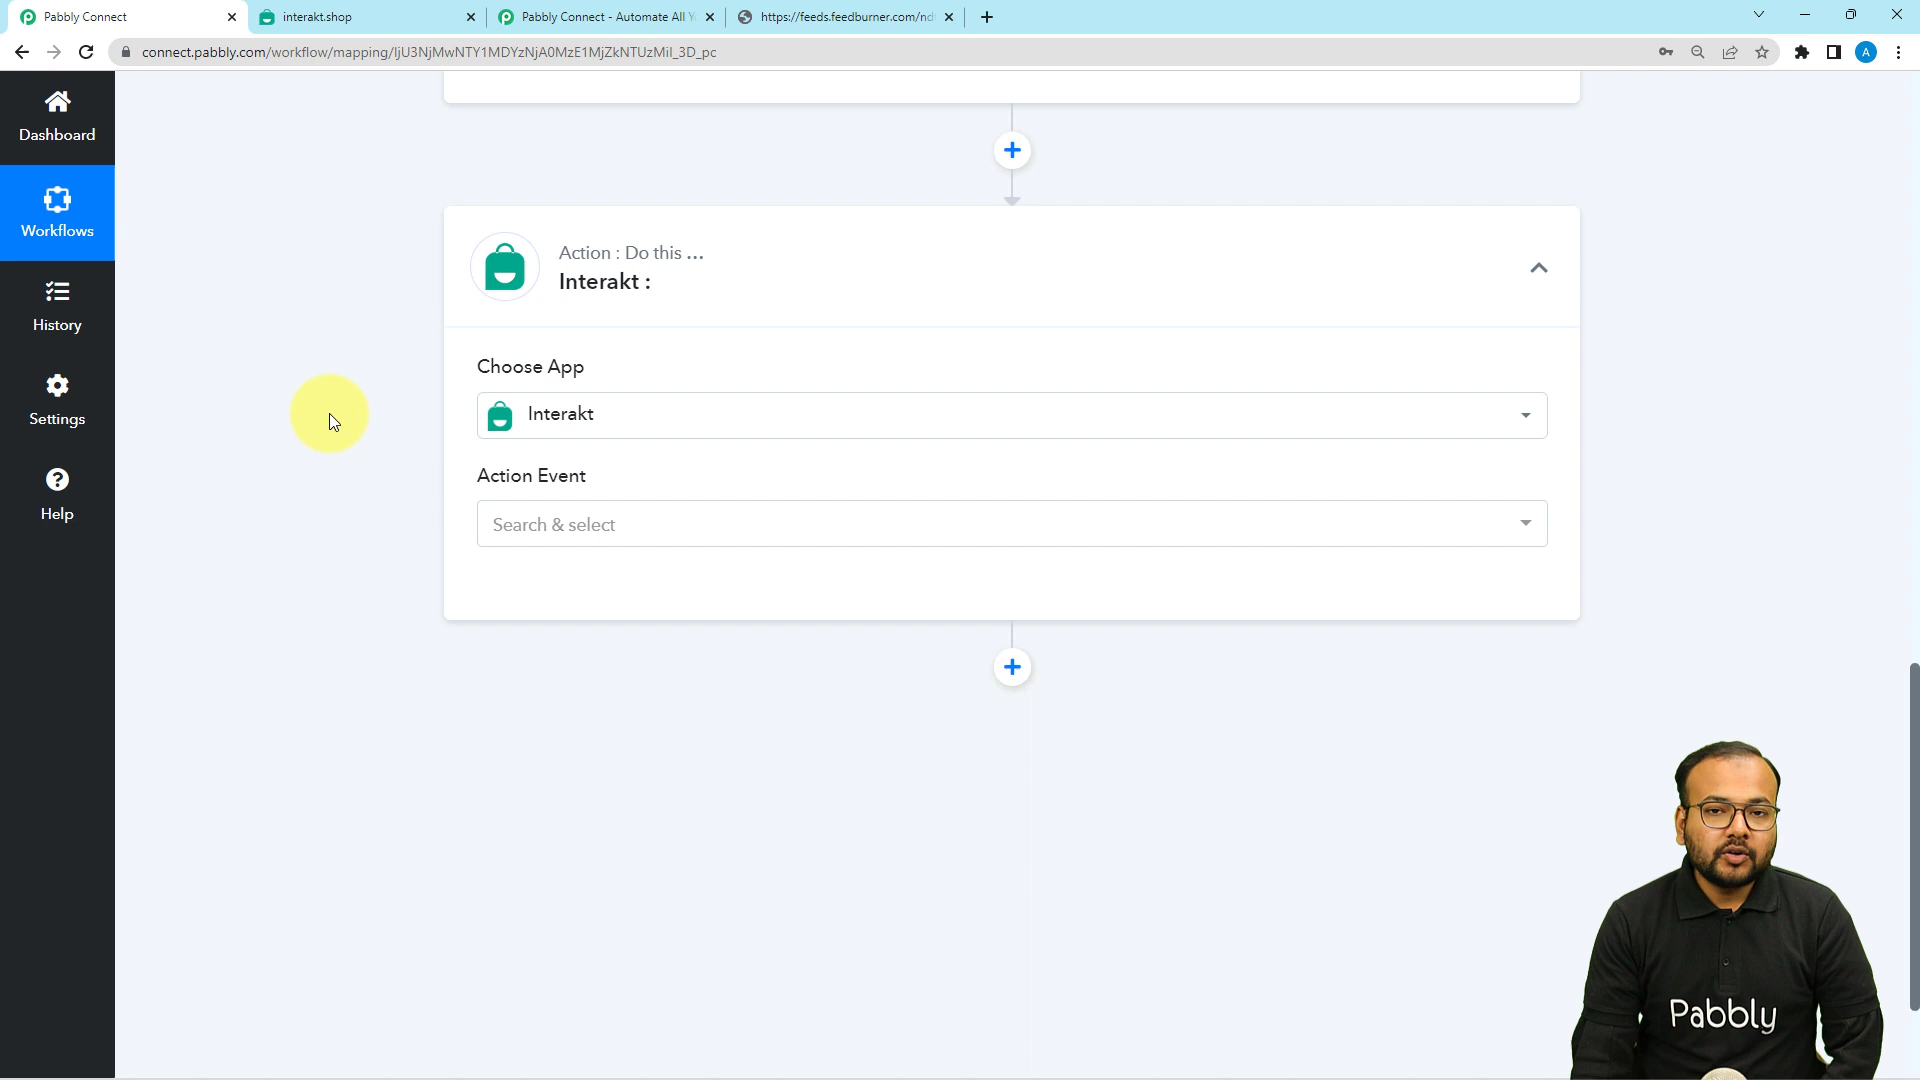 Pabbly Connect
interakt.shop
Pabbly Connect - Automate All Y
https://feeds.feedburner.com/nd
connect.pabbly.com/workflow/mapping/IjU3NjMwNTY1MDYzNjA0MzE1MjZkNTUzMiI_3D_pc
A
Dashboard
Workflows
History
Settings
Help
Action : Do this ...
Interakt :
Choose App
Interakt
Action Event
Search & select
Pabbly